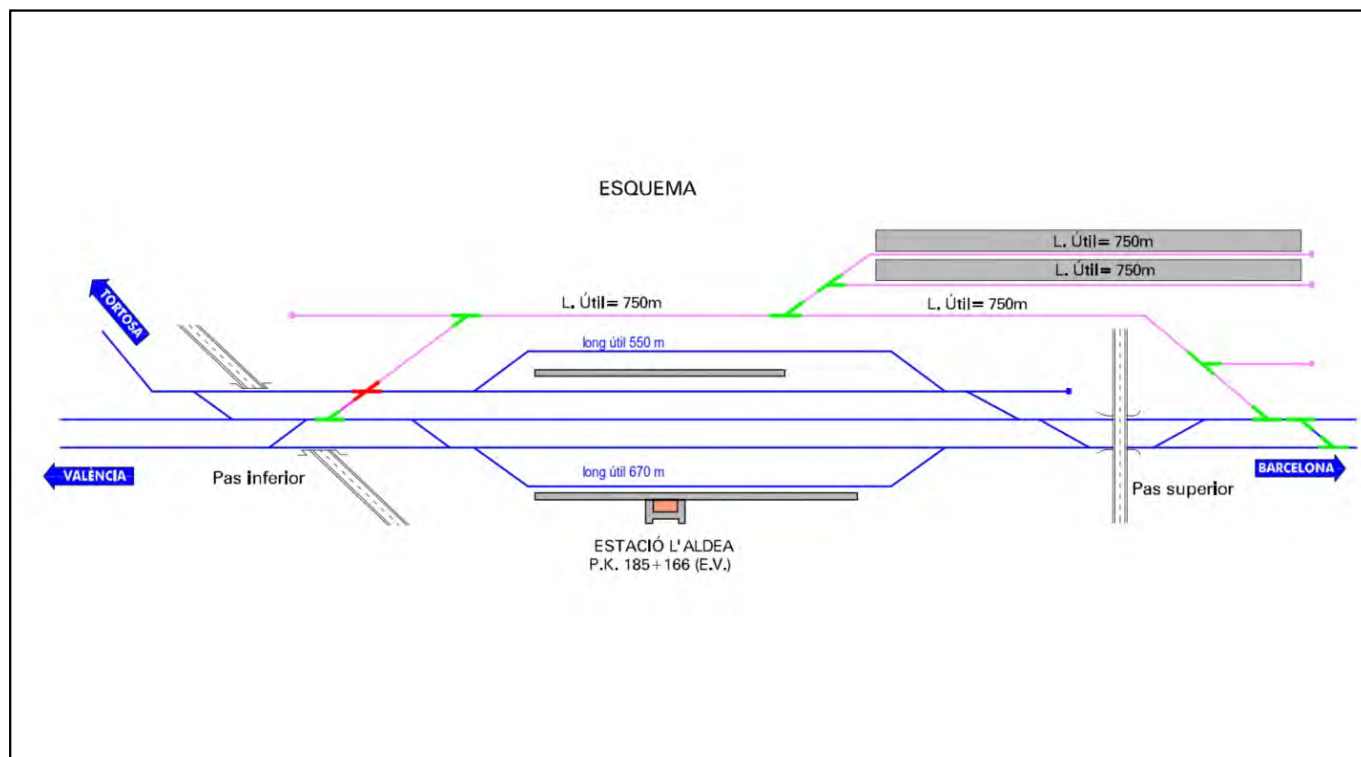 ESQUEMA
L. Útil= 750m
L. Útil= 750m
TORTOSA
L. Útil= 750m
L. Útil= 750m
long útil 550 m
long útil 670 m
VALÈNCIA
Pas inferior
BARCELONA
Pas superior
ESTACIÓ L'ALDEA
P.K. 185+166 (E.V.)